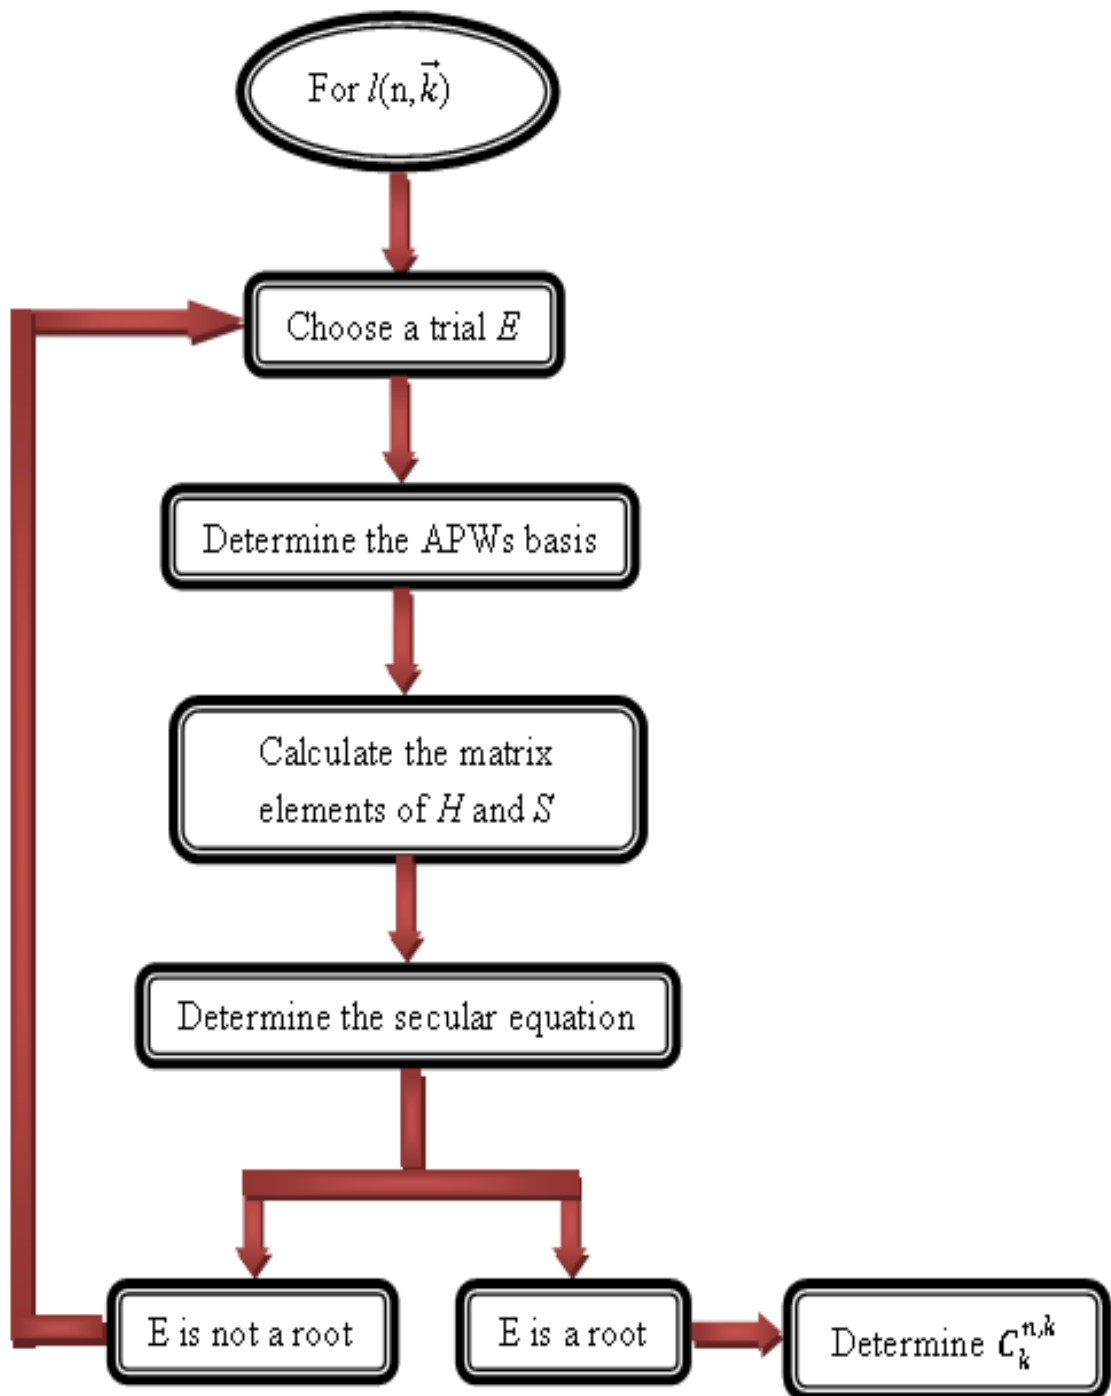 For l(n,k⃗)
Choose a trial E
Determine the APWs basis
Calculate the matrix
elements of H and S
Determine the secular equation
E is not a root
E is a root
Determine C_k^{n,k}